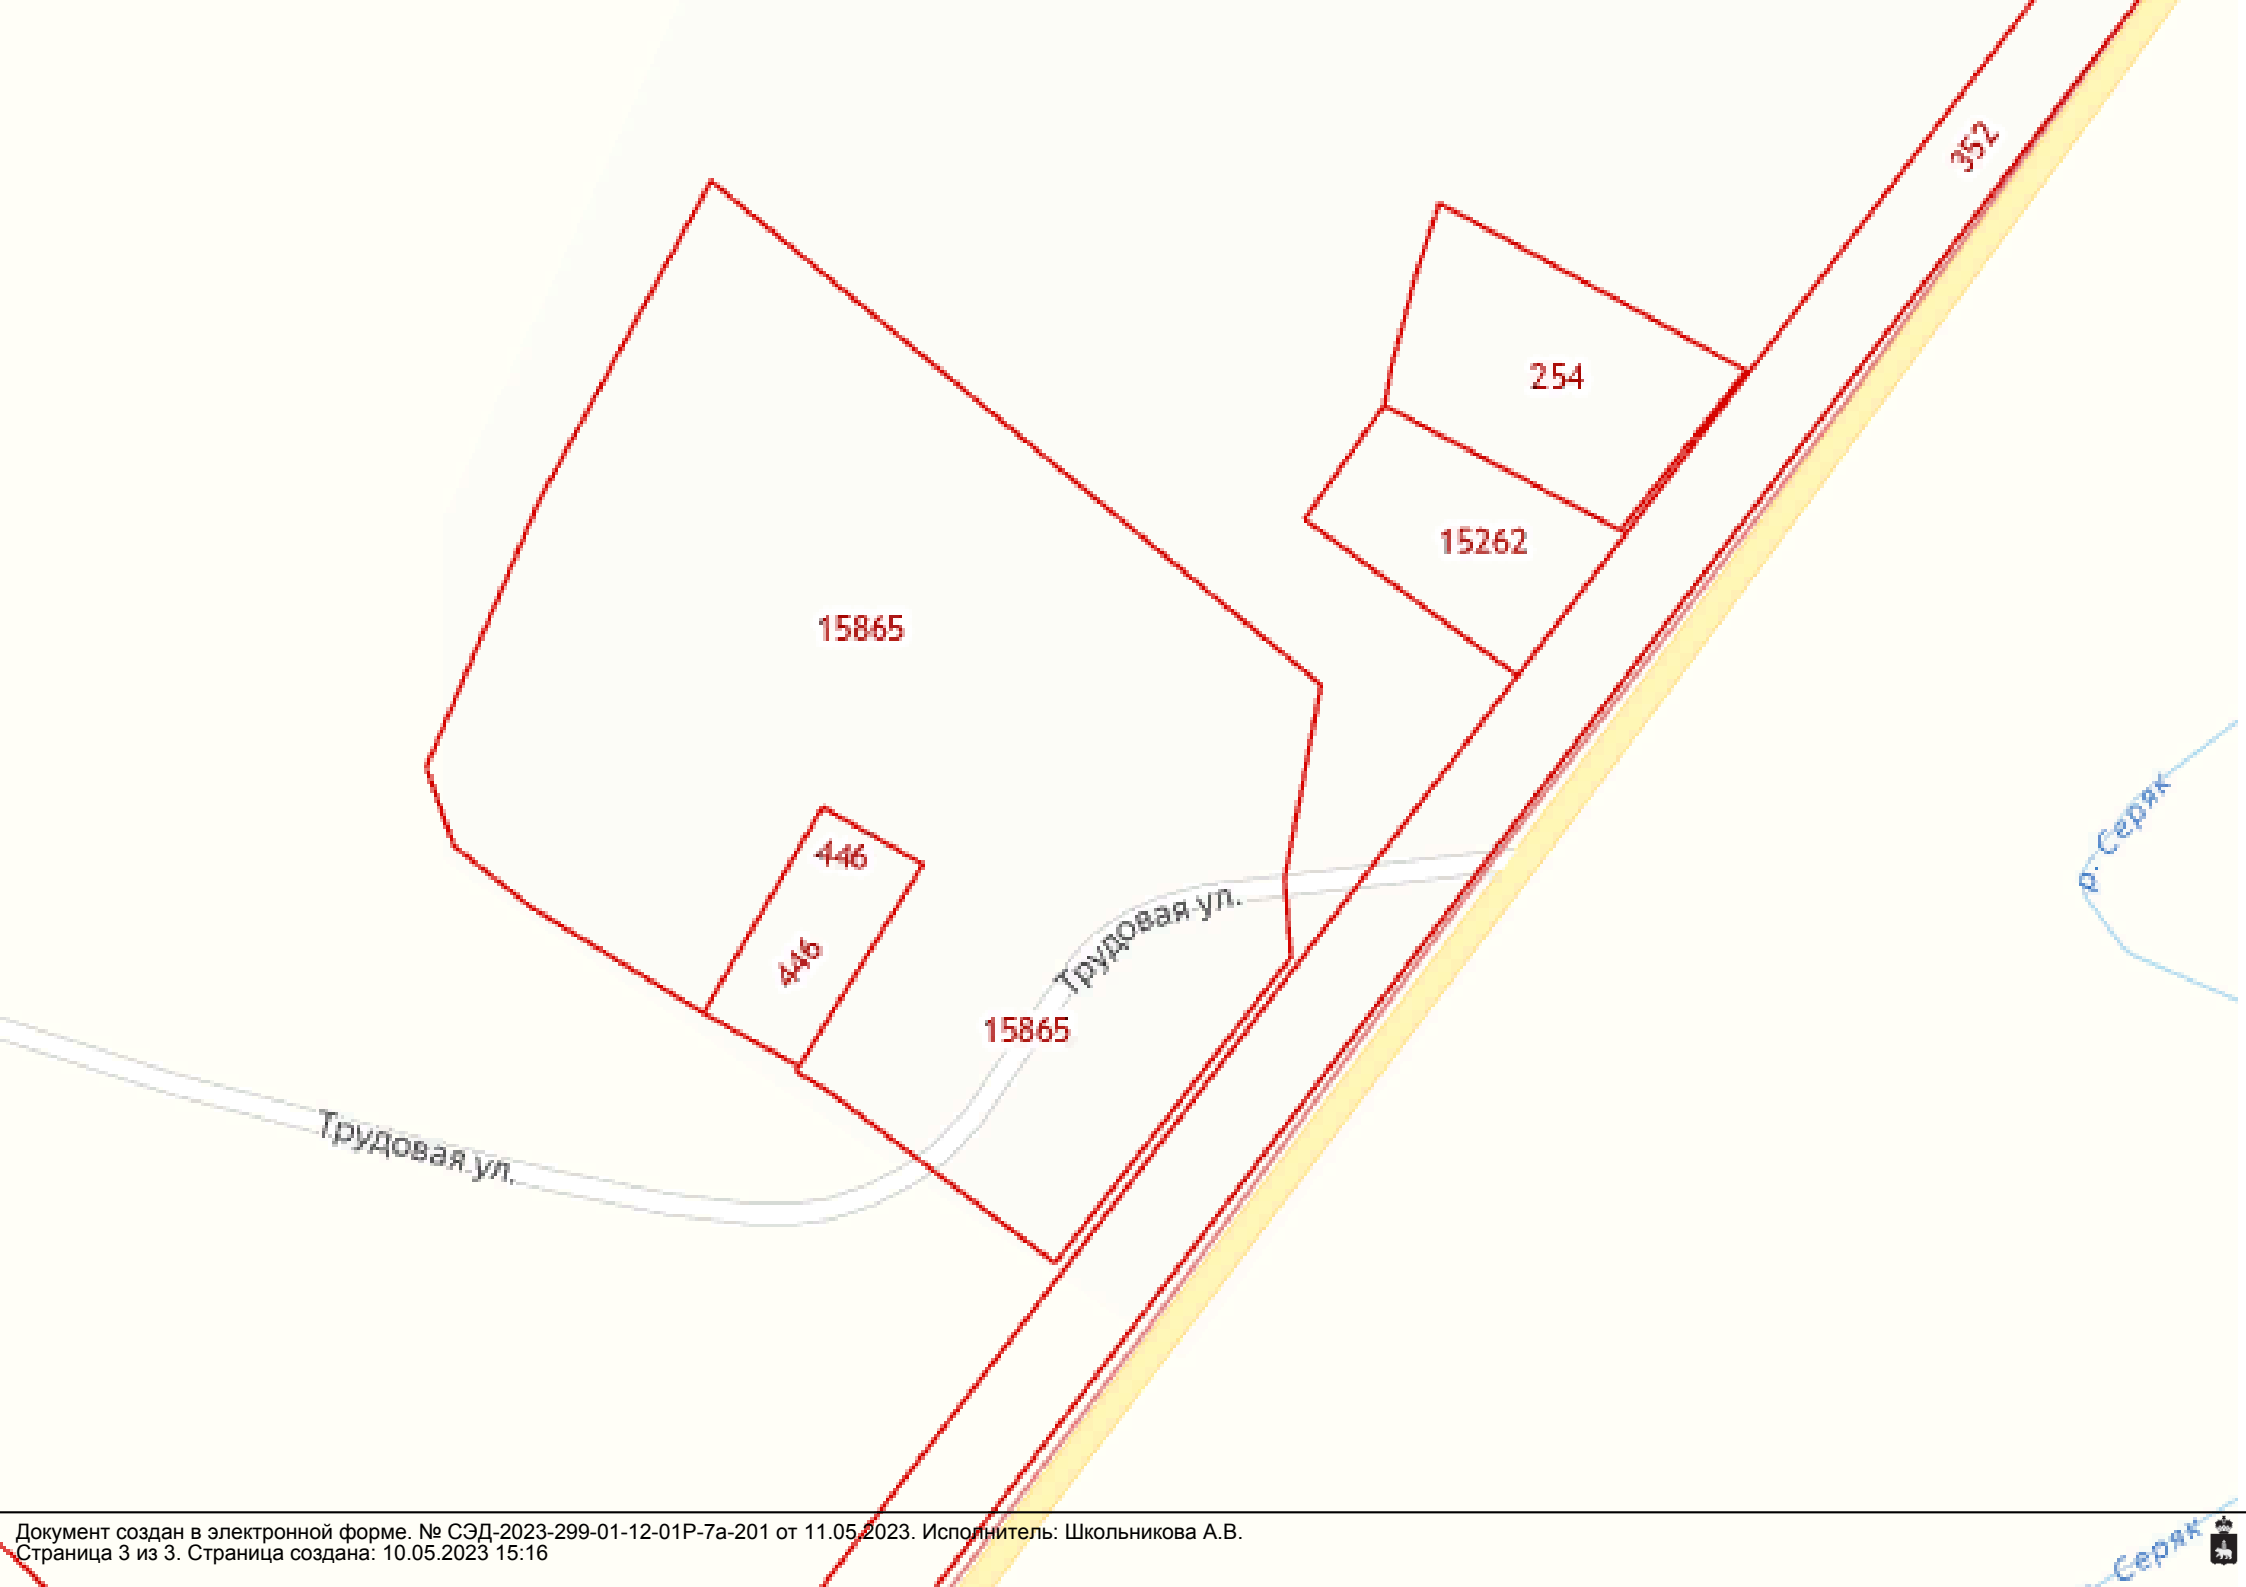 352
254
15262
15865
р. Серяк
446
Трудовая ул.
446
15865
Трудовая ул.
Документ создан в электронной форме. № СЭД-2023-299-01-12-01Р-7а-201 от 11.05.2023. Исполнитель: Школьникова А.В.
Страница 3 из 3. Страница создана: 10.05.2023 15:16
Серяк